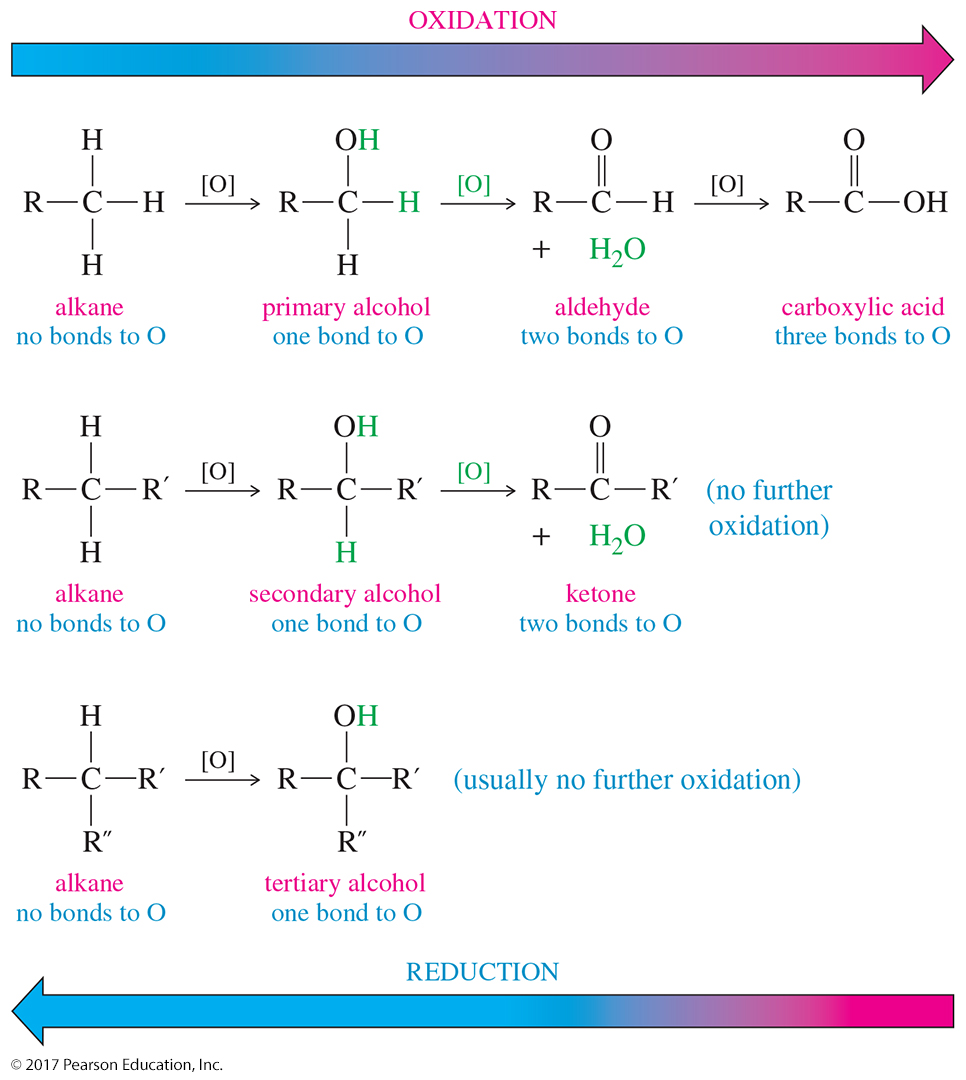 OXIDATION
H OH O O
R—C—H [O] R—C—H [O] R—C—H [O] R—C—OH
H H + H₂O
alkane primary alcohol aldehyde carboxylic acid
no bonds to O one bond to O two bonds to O three bonds to O
H OH O
R—C—R′ [O] R—C—R′ [O] R—C—R′ (no further
oxidation)
H H + H₂O
alkane secondary alcohol ketone
no bonds to O one bond to O two bonds to O
H OH
R—C—R′ [O] R—C—R′ (usually no further oxidation)
R″ R″
alkane tertiary alcohol
no bonds to O one bond to O
REDUCTION
© 2017 Pearson Education, Inc.